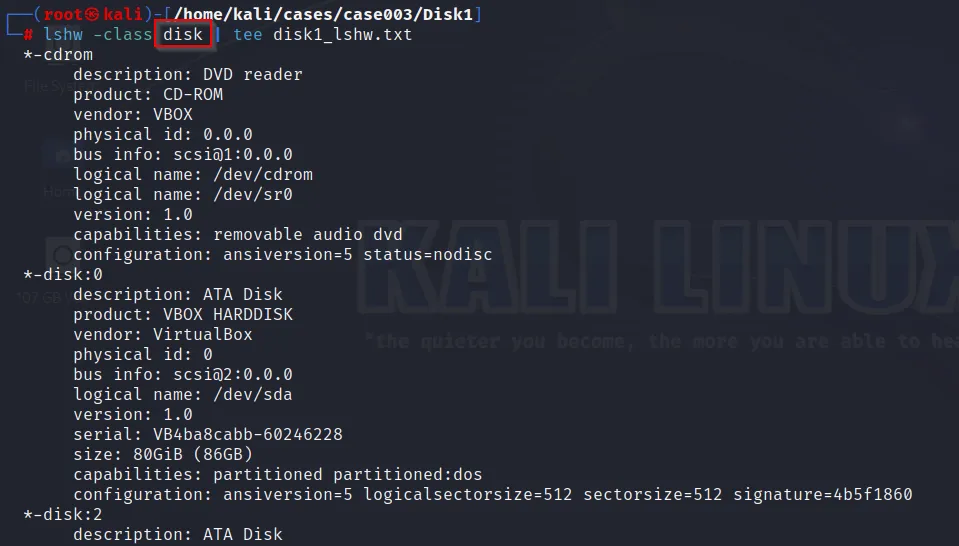 ┌──(root㉿kali)-[/home/kali/cases/case003/Disk1]
└─# lshw -class disk | tee disk1_lshw.txt
*-cdrom
description: DVD reader
product: CD-ROM
vendor: VBOX
physical id: 0.0.0
bus info: scsi@1:0.0.0
logical name: /dev/cdrom
logical name: /dev/sr0
version: 1.0
capabilities: removable audio dvd
configuration: ansiversion=5 status=nodisc
*-disk:0
description: ATA Disk
product: VBOX HARDDISK
vendor: VirtualBox
physical id: 0
bus info: scsi@2:0.0.0
logical name: /dev/sda
version: 1.0
serial: VB4ba8cabb-60246228
size: 80GiB (86GB)
capabilities: partitioned partitioned:dos
configuration: ansiversion=5 logicalsectorsize=512 sectorsize=512 signature=4b5f1860
*-disk:2
description: ATA Disk
File Sys
Hom
107 GB V
KALI LINUX
"the quieter you become, the more you are able to hea